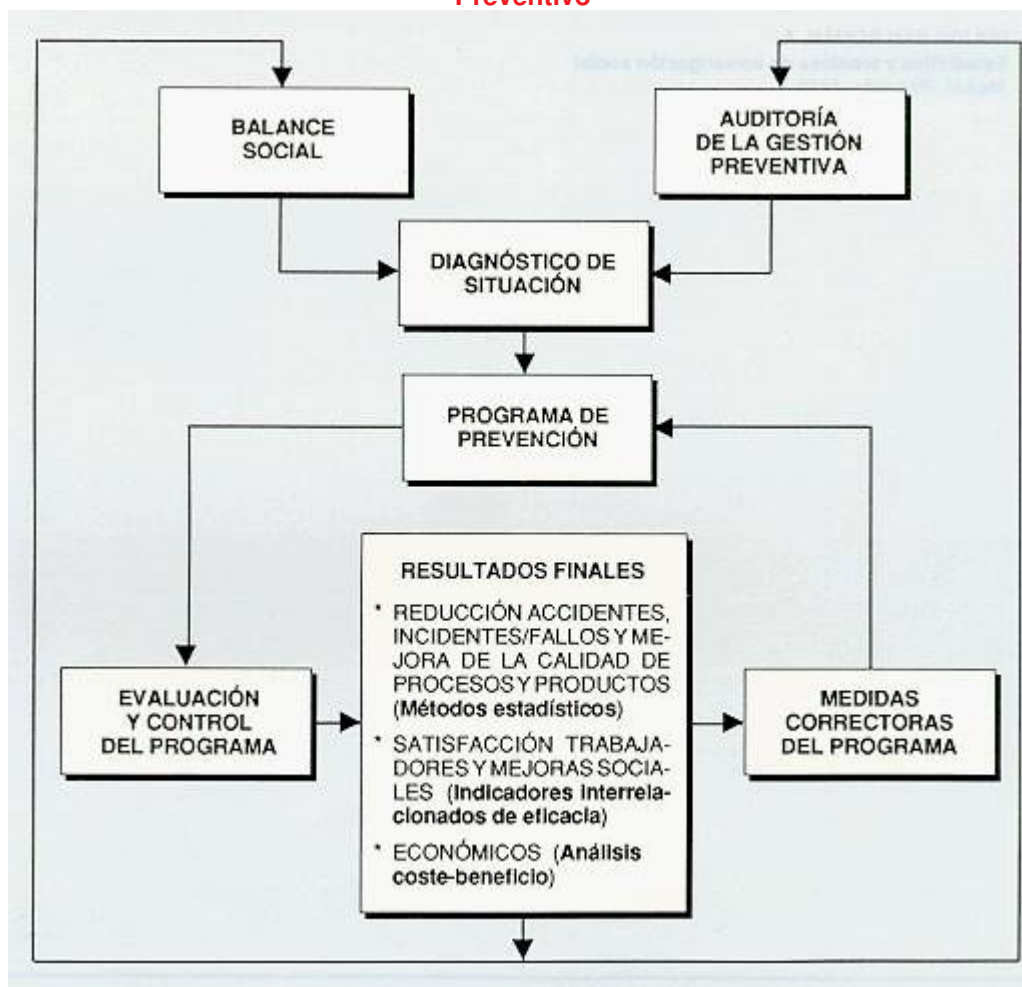 Preventivo
BALANCE
SOCIAL
AUDITORÍA
DE LA GESTIÓN
PREVENTIVA
DIAGNÓSTICO DE
SITUACIÓN
PROGRAMA DE
PREVENCIÓN
EVALUACIÓN
Y CONTROL
DEL PROGRAMA
RESULTADOS FINALES
* REDUCCIÓN ACCIDENTES,
INCIDENTES/FALLOS Y ME-
JORA DE LA CALIDAD DE
PROCESOS Y PRODUCTOS
(Métodos estadísticos)
* SATISFACCIÓN TRABAJA-
DORES Y MEJORAS SOCIA-
LES (Indicadores interrela-
cionados de eficacia)
* ECONÓMICOS (Análisis
coste-beneficio)
MEDIDAS
CORRECTORAS
DEL PROGRAMA